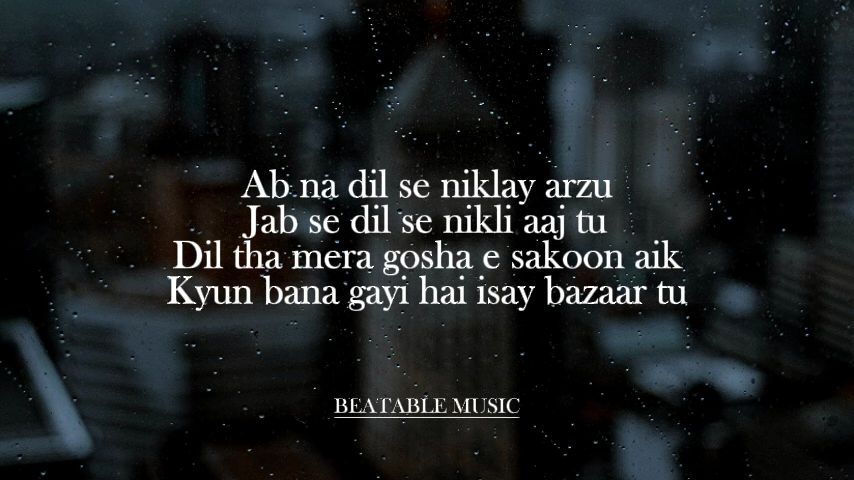 Ab na dil se niklay arzu
Jab se dil se nikli aaj tu
Dil tha mera gosha e sakoon aik
Kyun bana gayi hai isay bazaar tu
BEATABLE MUSIC